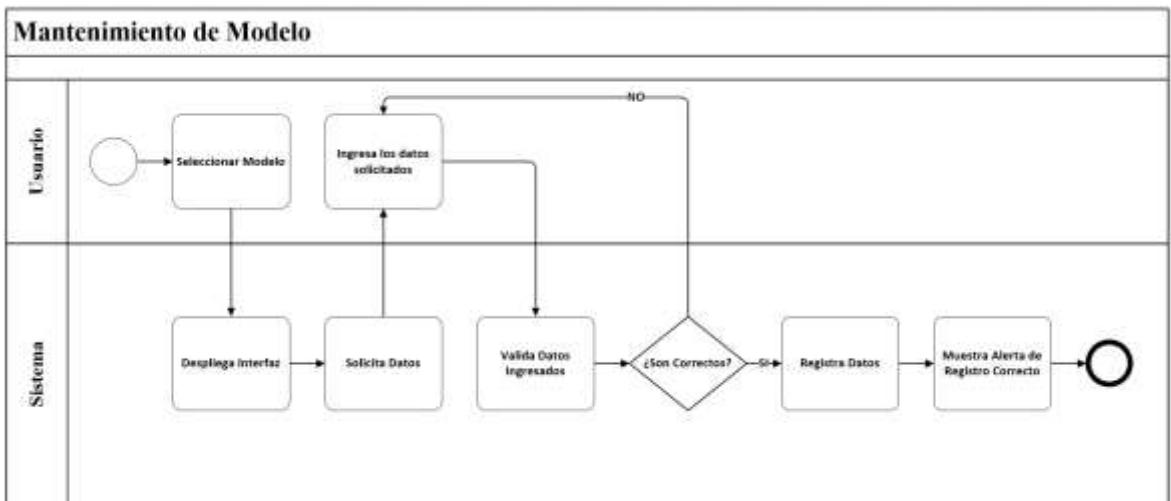 Mantenimiento de Modelo
Usuario
NO
Seleccionar Modelo
Ingresa los datos
solicitados
Sistema
Despliega Interfaz
Solicita Datos
Valida Datos
Ingresados
¿Son Correctos?
SI
Registra Datos
Muestra Alerta de
Registro Correcto